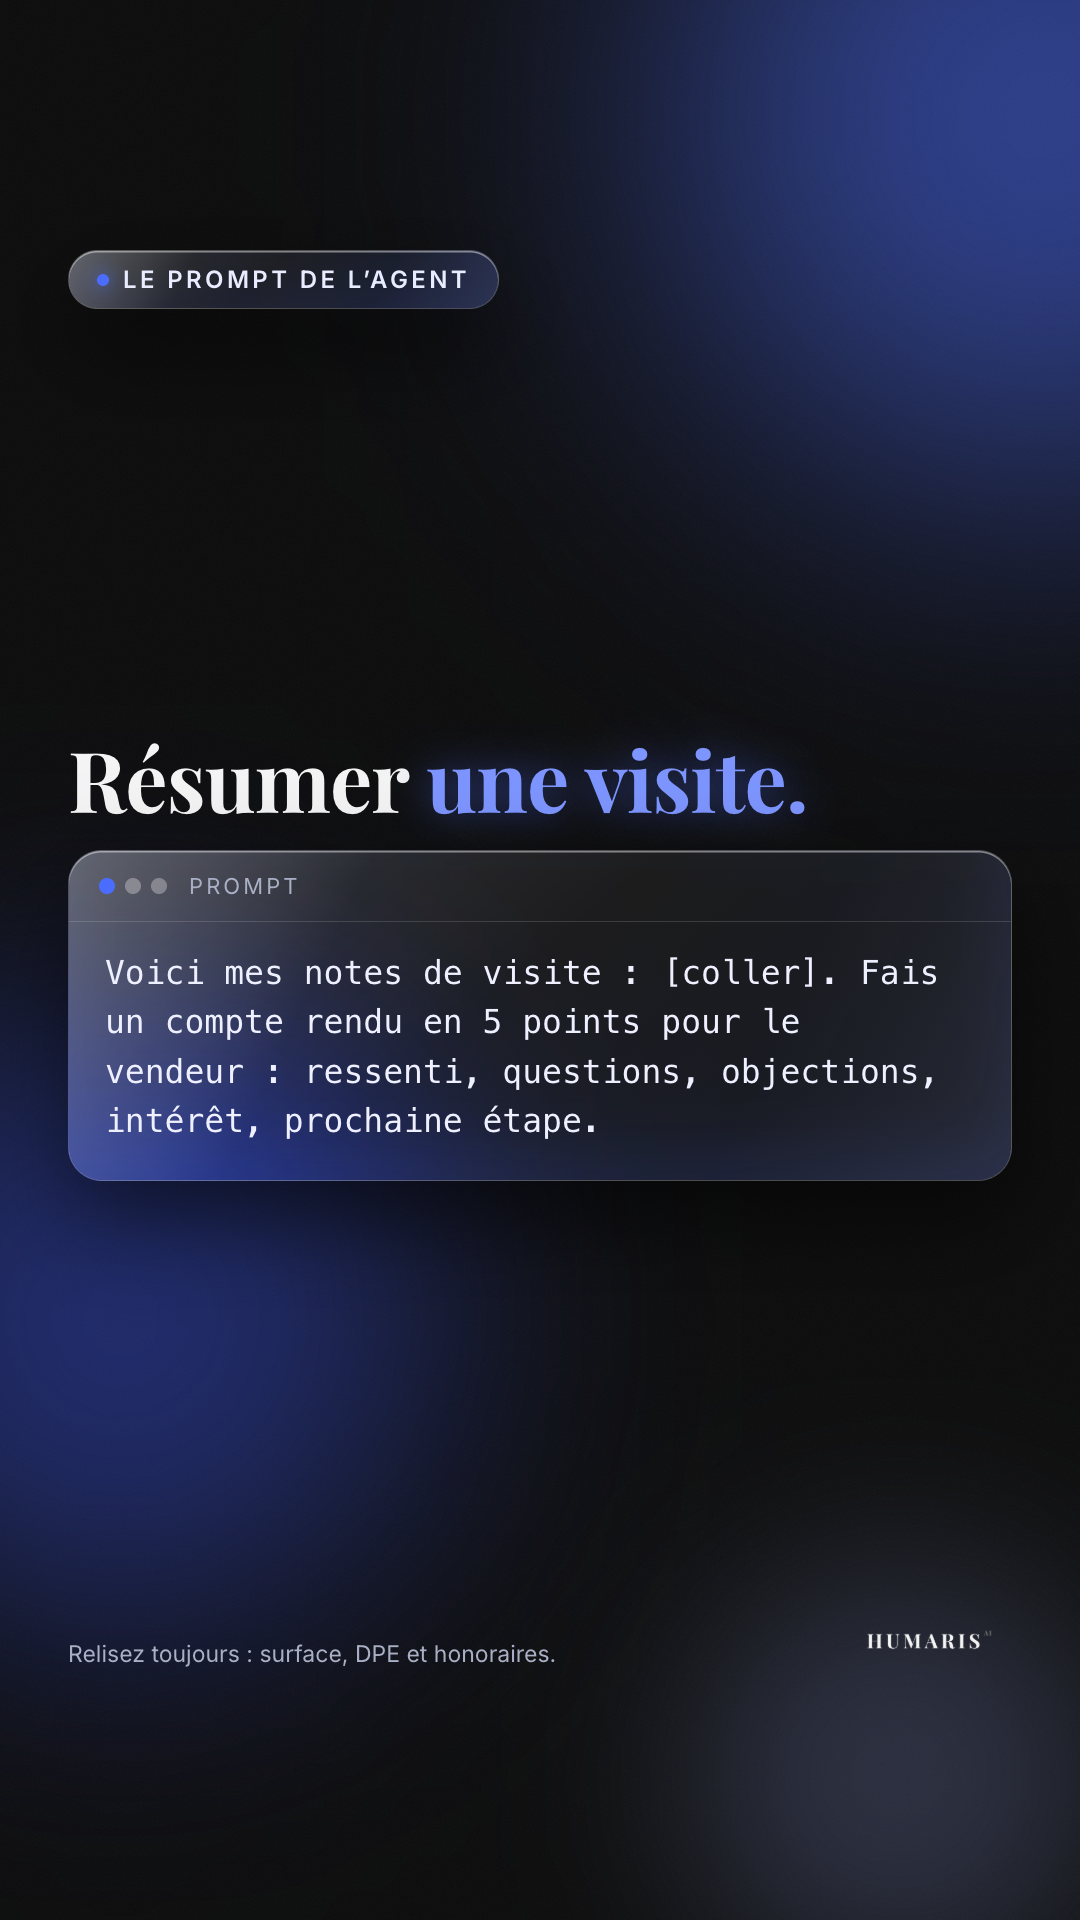 LE PROMPT DE L’AGENT
Résumer une visite.
PROMPT
Voici mes notes de visite : [coller]. Fais
un compte rendu en 5 points pour le
vendeur : ressenti, questions, objections,
intérêt, prochaine étape.
Relisez toujours : surface, DPE et honoraires.
HUMARIS AI